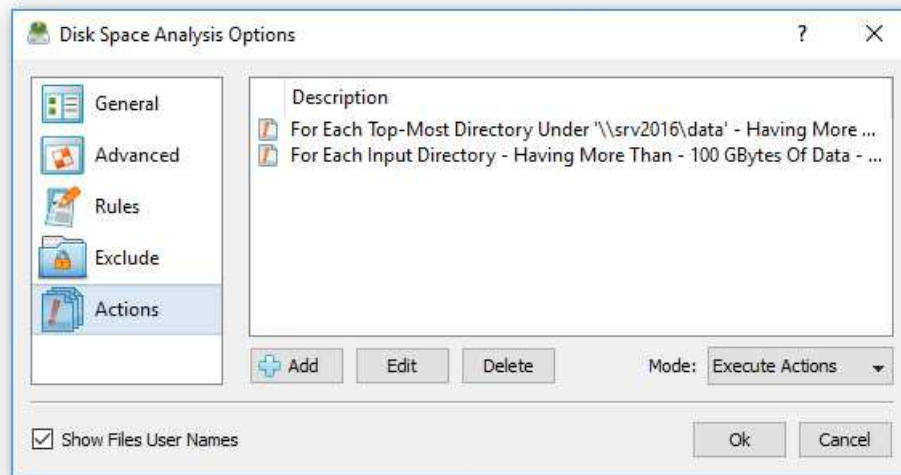 Disk Space Analysis Options
?
General
Advanced
Rules
Exclude
Actions
Description
For Each Top-Most Directory Under '\\srv2016\data' - Having More ...
For Each Input Directory - Having More Than - 100 GBytes Of Data - ...
Add
Edit
Delete
Mode:
Execute Actions
Show Files User Names
Ok
Cancel